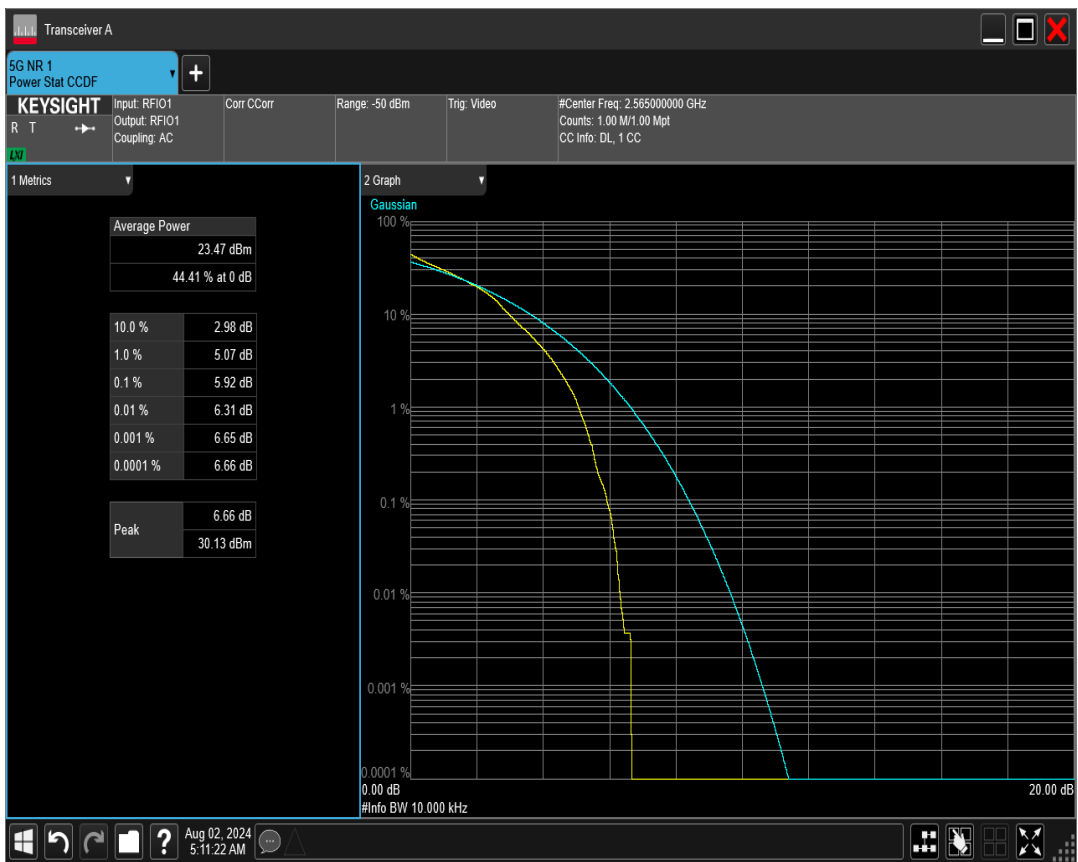 Transceiver A
5G NR 1
Power Stat CCDF
+
KEYSIGHT
R T
LXI
Input: RFIO1
Output: RFIO1
Coupling: AC
Corr CCorr
Range: -50 dBm
Trig: Video
#Center Freq: 2.565000000 GHz
Counts: 1.00 M/1.00 Mpt
CC Info: DL, 1 CC
1 Metrics
Average Power
23.47 dBm
44.41 % at 0 dB
10.0 % 2.98 dB
1.0 % 5.07 dB
0.1 % 5.92 dB
0.01 % 6.31 dB
0.001 % 6.65 dB
0.0001 % 6.66 dB
Peak
6.66 dB
30.13 dBm
2 Graph
Gaussian
100 %
10 %
1 %
0.1 %
0.01 %
0.001 %
0.0001 %
0.00 dB 20.00 dB
#Info BW 10.000 kHz
?
Aug 02, 2024
5:11:22 AM